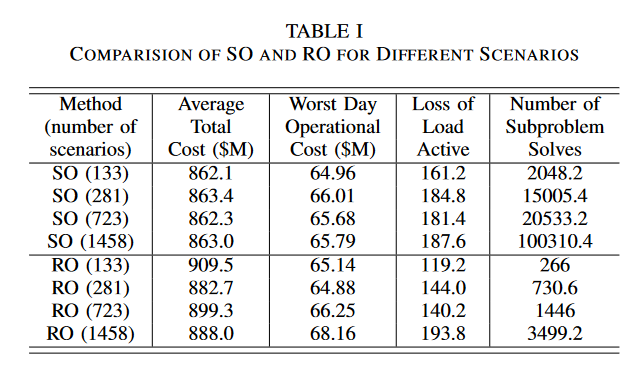 TABLE I
COMPARISION OF SO AND RO FOR DIFFERENT SCENARIOS
Method Average Worst Day Loss of Number of
(number of Total Operational Load Subproblem
scenarios) Cost ($M) Cost ($M) Active Solves
SO (133) 862.1 64.96 161.2 2048.2
SO (281) 863.4 66.01 184.8 15005.4
SO (723) 862.3 65.68 181.4 20533.2
SO (1458) 863.0 65.79 187.6 100310.4
RO (133) 909.5 65.14 119.2 266
RO (281) 882.7 64.88 144.0 730.6
RO (723) 899.3 66.25 140.2 1446
RO (1458) 888.0 68.16 193.8 3499.2